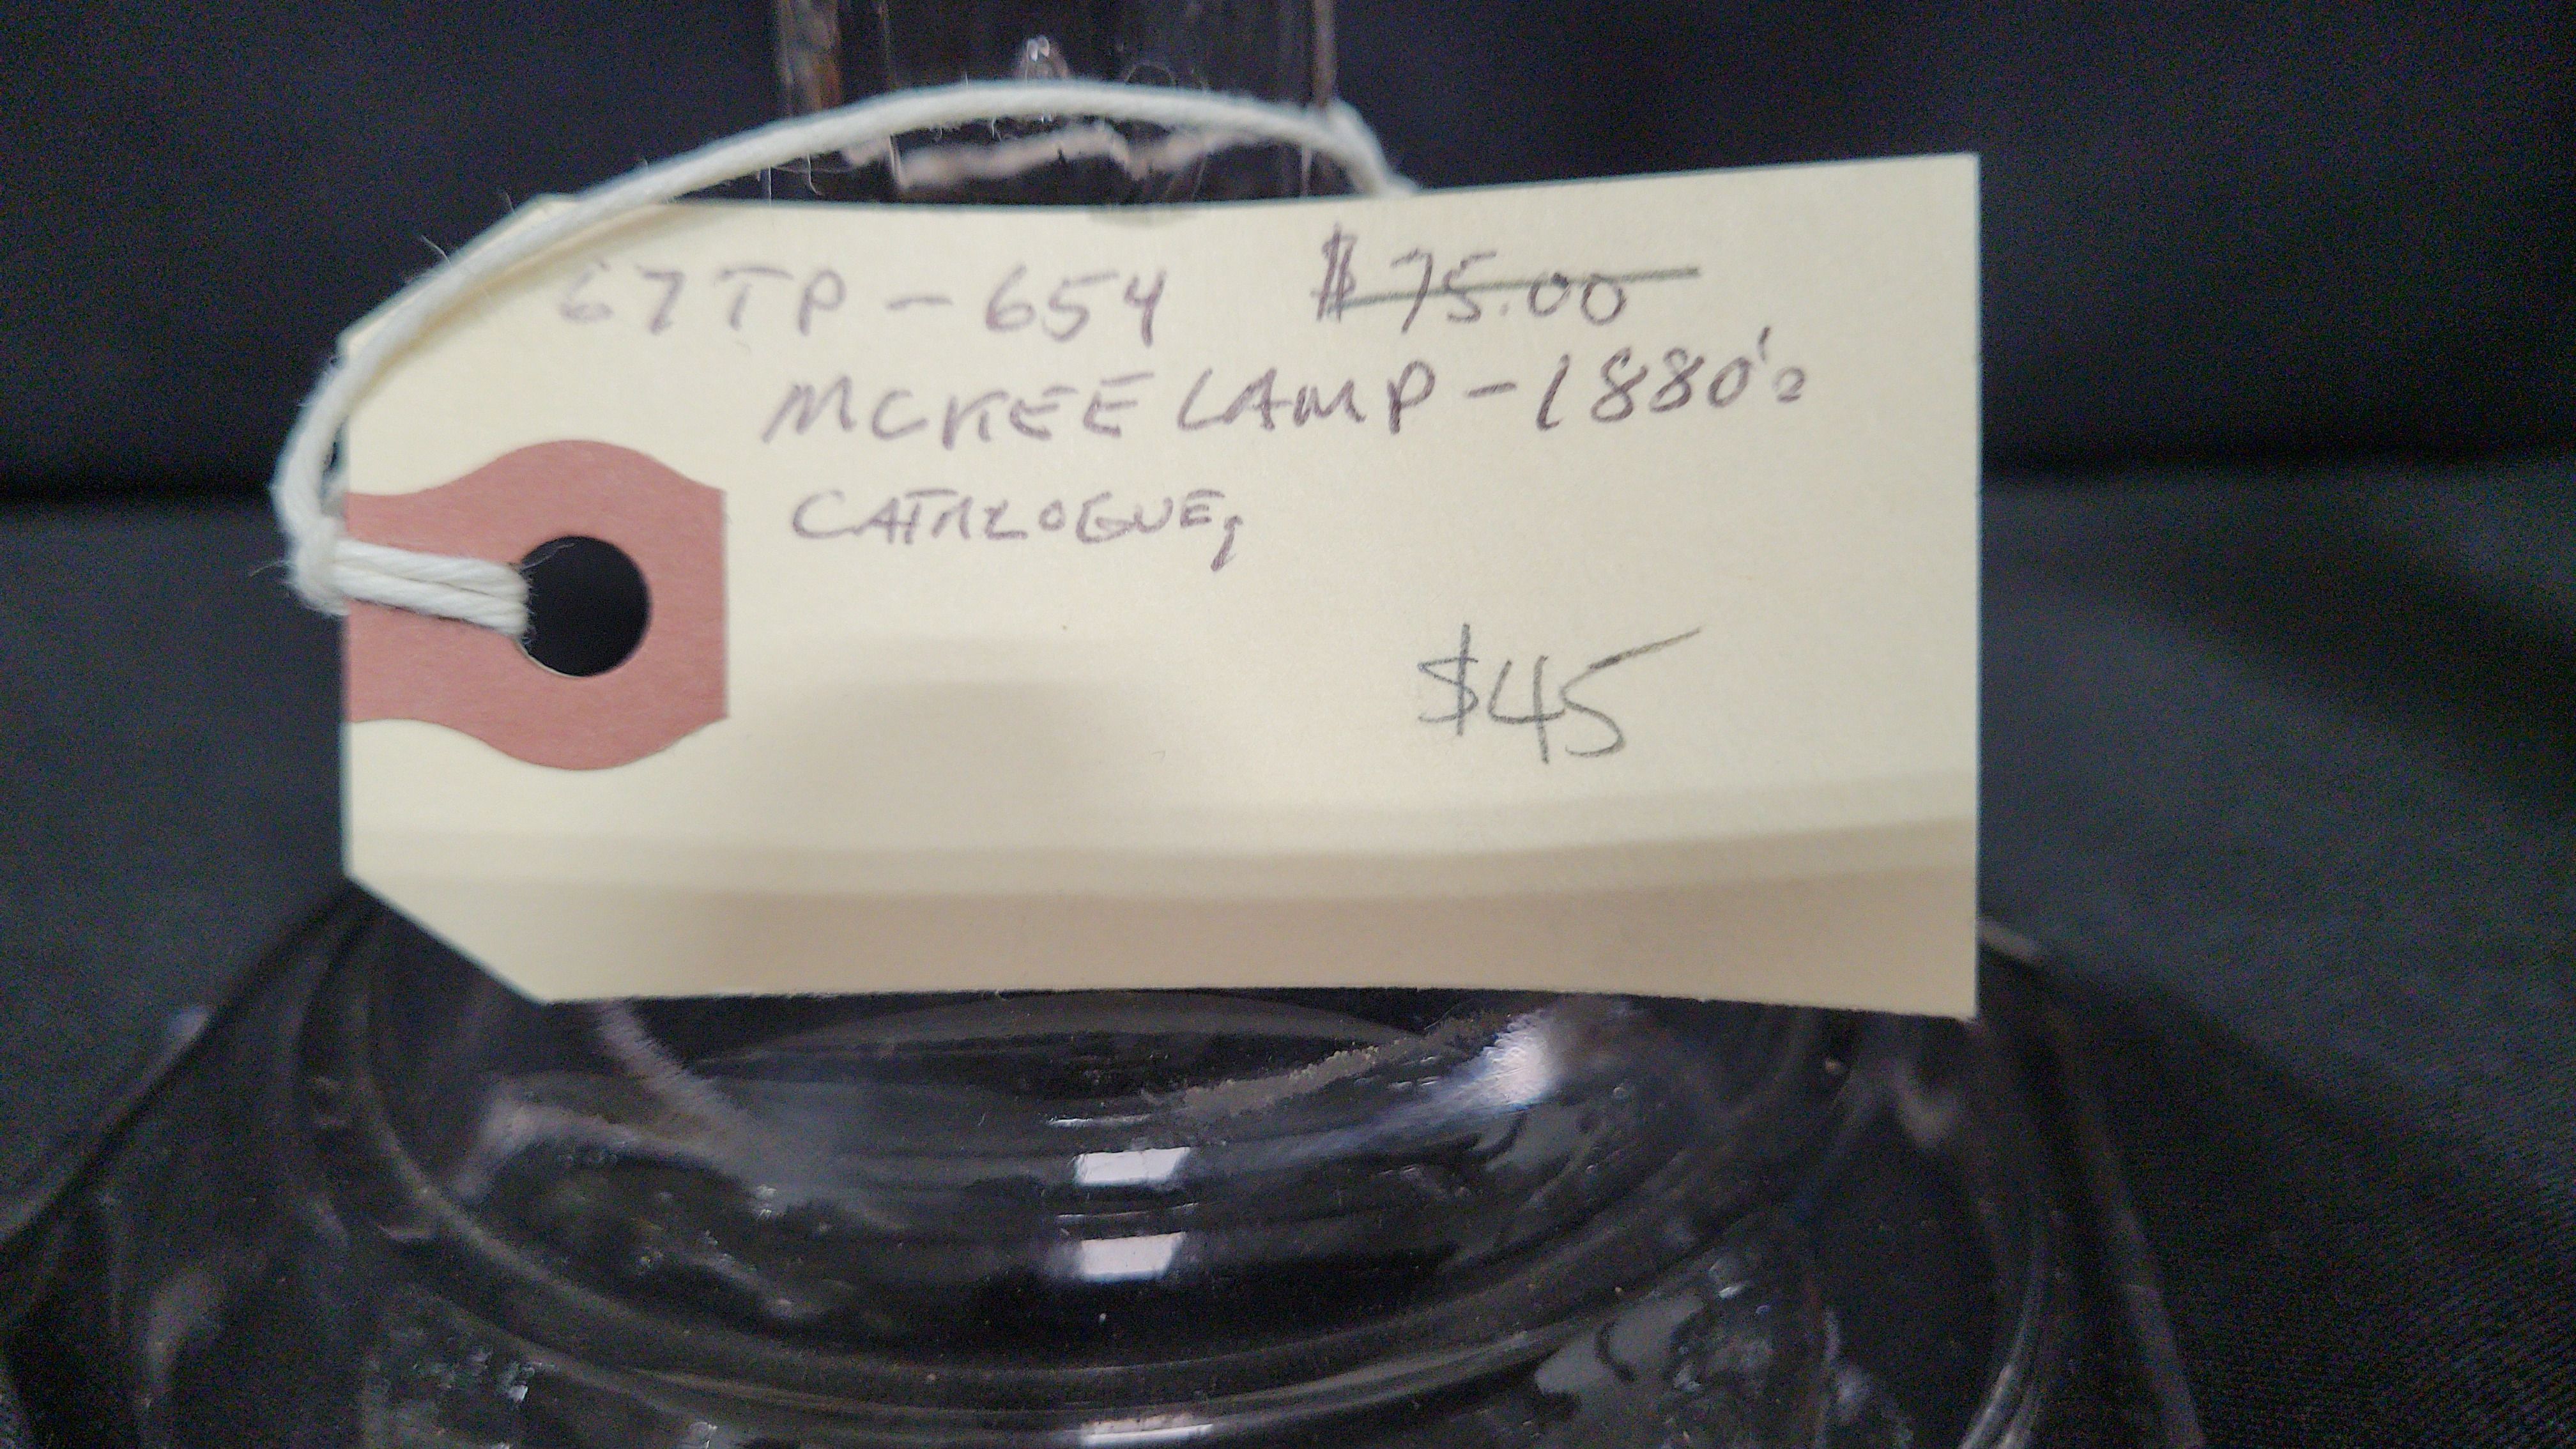 67TP-654 $75.00
MCKEE LAMP-1880's
CATALOGUE,
$45